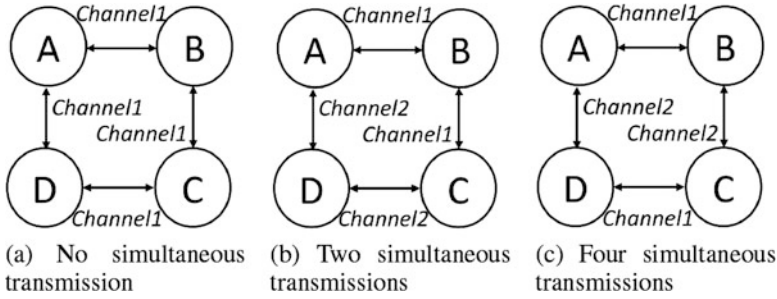 Channel1
A
B
Channel1
Channel1
D
C
Channel1
(a) No simultaneous
transmission
Channel1
A
B
Channel2
Channel1
D
C
Channel2
(b) Two simultaneous
transmissions
Channel1
A
B
Channel2
Channel2
D
C
Channel1
(c) Four simultaneous
transmissions